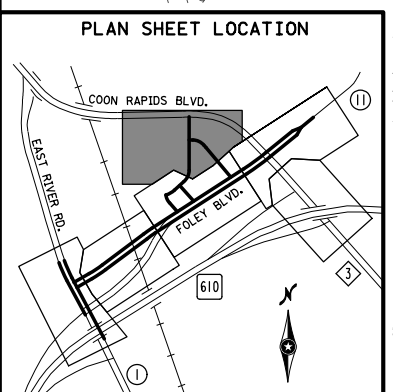 PLAN SHEET LOCATION
COON RAPIDS BLVD.
11
EAST RIVER RD.
FOLEY BLVD.
610
3
N
1